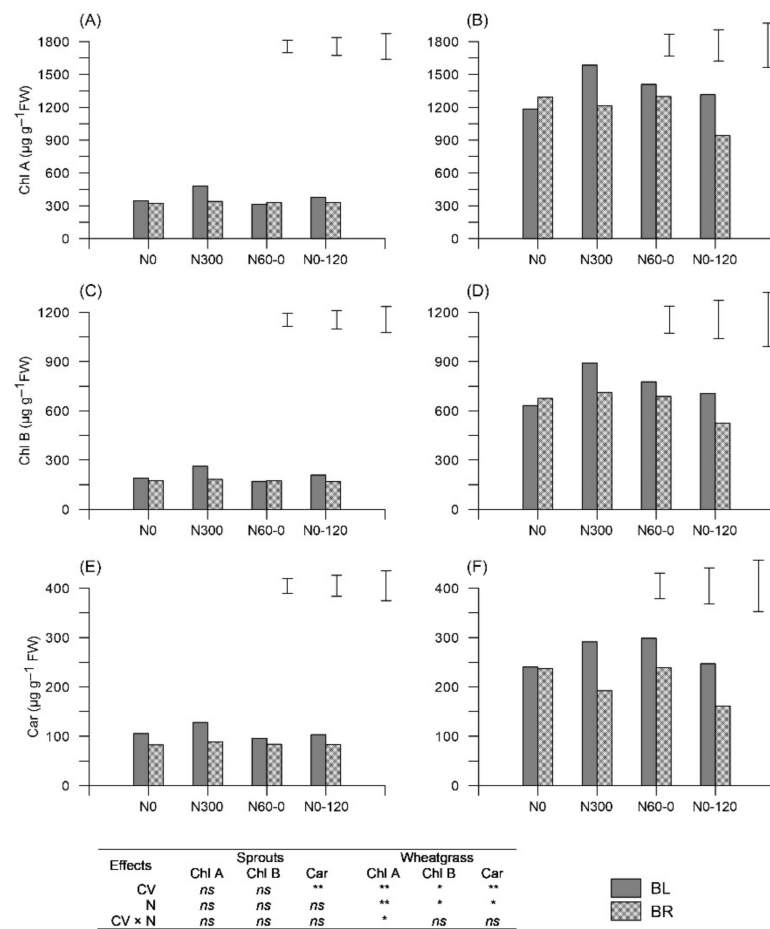 (A)
1800
1500
1200
900
600
300
0
Chl A (µg g−1FW)
N0 N300 N60-0 N0-120
(B)
1800
1500
1200
900
600
300
0
N0 N300 N60-0 N0-120
(C)
1200
900
600
300
0
Chl B (µg g−1FW)
N0 N300 N60-0 N0-120
(D)
1200
900
600
300
0
N0 N300 N60-0 N0-120
(E)
400
300
200
100
0
Car (µg g−1 FW)
N0 N300 N60-0 N0-120
(F)
400
300
200
100
0
N0 N300 N60-0 N0-120
Effects Sprouts Wheatgrass
Chl A Chl B Car Chl A Chl B Car
CV ns ns ** ** * **
N ns ns ns ** * *
CV × N ns ns ns * ns ns
BL
BR